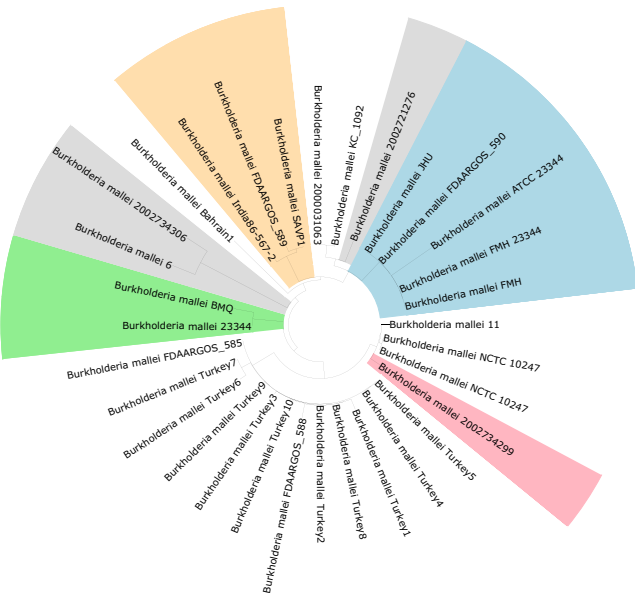 Burkholderia mallei 2000031063
Burkholderia mallei KC_1092
Burkholderia mallei 2002721276
Burkholderia mallei JHU
Burkholderia mallei FDAARGOS_590
Burkholderia mallei ATCC 23344
Burkholderia mallei FMH 23344
Burkholderia mallei FMH
Burkholderia mallei 11
Burkholderia mallei NCTC 10247
Burkholderia mallei NCTC 10247
Burkholderia mallei 2002734299
Burkholderia mallei Turkey5
Burkholderia mallei Turkey4
Burkholderia mallei Turkey1
Burkholderia mallei Turkey8
Burkholderia mallei Turkey2
Burkholderia mallei FDAARGOS_588
Burkholderia mallei Turkey10
Burkholderia mallei Turkey3
Burkholderia mallei Turkey9
Burkholderia mallei Turkey6
Burkholderia mallei Turkey7
Burkholderia mallei FDAARGOS_585
Burkholderia mallei 23344
Burkholderia mallei BMQ
Burkholderia mallei 6
Burkholderia mallei 2002734306
Burkholderia mallei Bahrain1
Burkholderia mallei India86-567-2
Burkholderia mallei FDAARGOS_589
Burkholderia mallei SAVP1